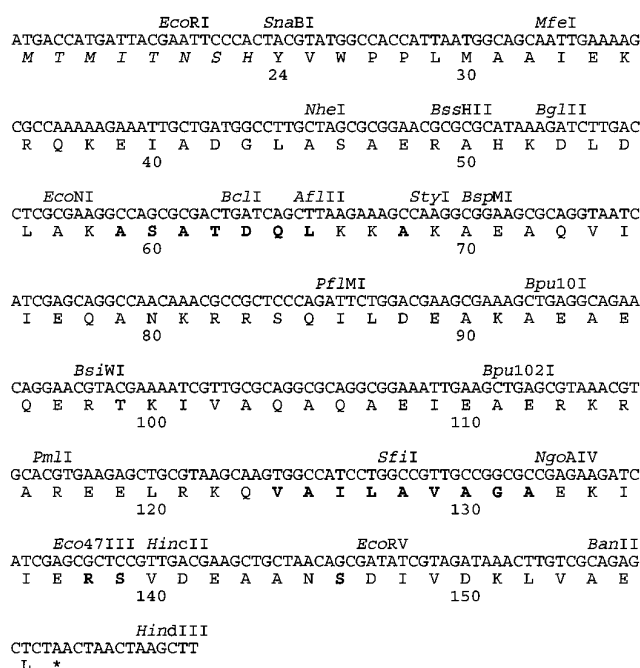 EcoRI SnaBI MfeI
ATGACCATGATTACGAATTCCCACTACGTATGGCCACCATTAATGGCAGCAATTGAAAAG
M T M I T N S H Y V W P P L M A A I E K
24 30
NheI BssHII BglII
CGCCAAAAAGAAATTGCTGATGGCCTTGCTAGCGCGGAACGCGCGCATAAAGATCTTGAC
R Q K E I A D G L A S A E R A H K D L D
40 50
EcoNI BclI AflII StyI BspMI
CTCGCGAAGGCCAGCGCGACTGATCAGCTTAAGAAAGCCAAGGCGGAAGCGCAGGTAATC
L A K A S A T D Q L K K A K A E A Q V I
60 70
PflMI Bpu10I
ATCGAGCAGGCCAACAAACGCCGCTCCCAGATTCTGGACGAAGCGAAAGCTGAGGCAGAA
I E Q A N K R R S Q I L D E A K A E A E
80 90
BsiWI Bpu102I
CAGGAACGTACGAAAATCGTTGCGCAGGCGCAGGCGGAAATTGAAGCTGAGCGTAAACGT
Q E R T K I V A Q A Q A E I E A E R K R
100 110
PmlI SfiI NgoAIV
GCACGTGAAGAGCTGCGTAAGCAAGTGGCCATCCTGGCCGTTGCCGGCGCCGAGAAGATC
A R E E L R K Q V A I L A V A G A E K I
120 130
Eco47III HincII EcoRV BanII
ATCGAGCGCTCCGTTGACGAAGCTGCTAACAGCGATATCGTAGATAAACTTGTCGCAGAG
I E R S V D E A A N S D I V D K L V A E
140 150
HindIII
CTCTAACTAACTAAGCTT
L *